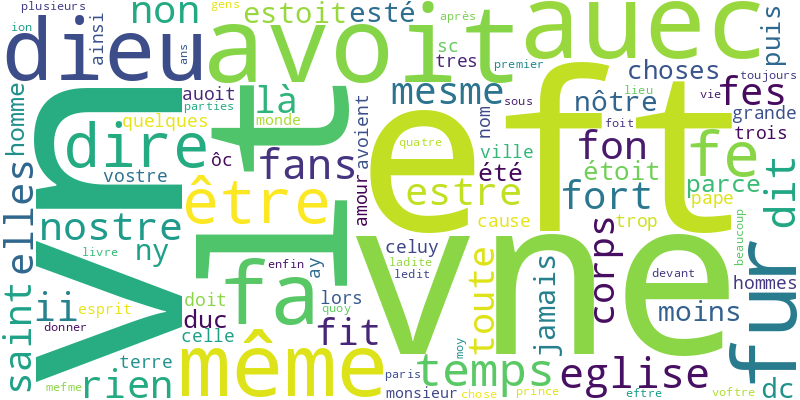 plusieurs non estoit esté gens après auec
ion dieu ainsi ans avoit sc tres premier puis
choses toujours
homme vn auoit là t mesme eft sous nôtre lieu vie fes
parties monde nom grande
quelques dire avoient quatre foit trois
ôc fans ville fon fe
elles vostre été étoit dit
être amour estre fort parce pape
nostre l cause trop corps
ny celuy vne beaucoup
fa ay enfin ladite toute jamais devant fur
saint ii livre quoy ledit hommes
esprit doit lors moins
donner duc fit
celle même moy
terre temps eglise
rien paris
mefme monsieur chose prince eftre voftre dc